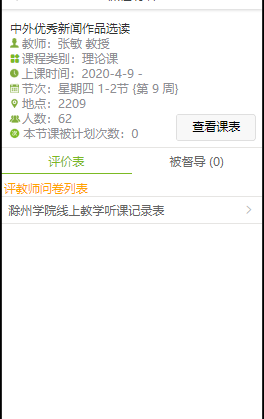 中外优秀新闻作品选读
教师：张敏 教授
课程类别：理论课
上课时间：2020-4-9 -
节次：星期四 1-2节 {第 9 周}
地点：2209
人数：62
本节课被计划次数：0
查看课表
评价表
被督导 (0)
评教师问卷列表
滁州学院线上教学听课记录表